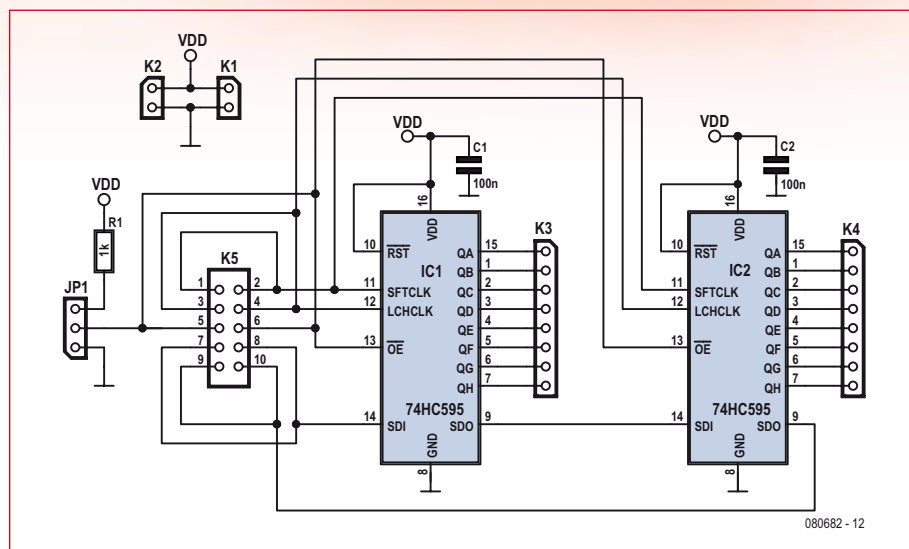 VDD
K2 K1
VDD
R1
1k
JP1
K5
1 2
3 4
5 6
7 8
9 10
VDD
C1
100n
16
VDD
10 RST
IC1
11 SFTCLK
12 LCHCLK
13 OE
14 SDI
74HC595
GND
8
QA 15
QB 1
QC 2
QD 3
QE 4
QF 5
QG 6
QH 7
SDO 9
K3
VDD
C2
100n
16
VDD
10 RST
IC2
11 SFTCLK
12 LCHCLK
13 OE
14 SDI
74HC595
GND
8
QA 15
QB 1
QC 2
QD 3
QE 4
QF 5
QG 6
QH 7
SDO 9
K4
080682 - 12